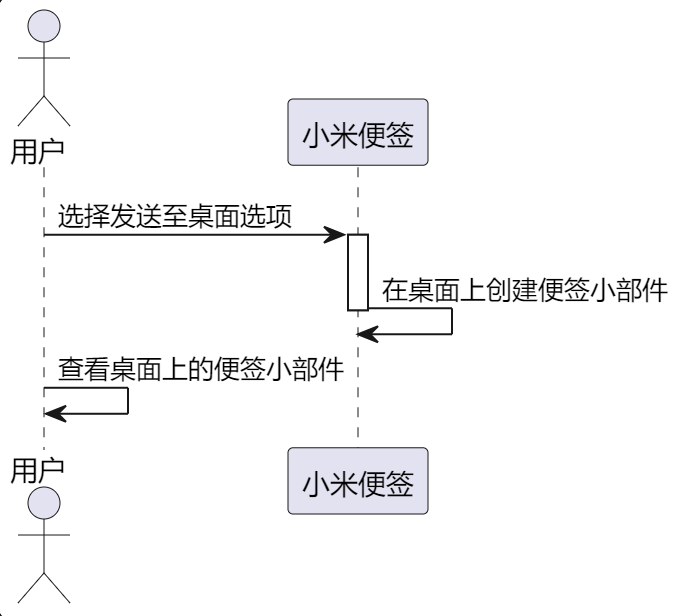 用户
小米便签
选择发送至桌面选项
在桌面上创建便签小部件
查看桌面上的便签小部件
用户
小米便签